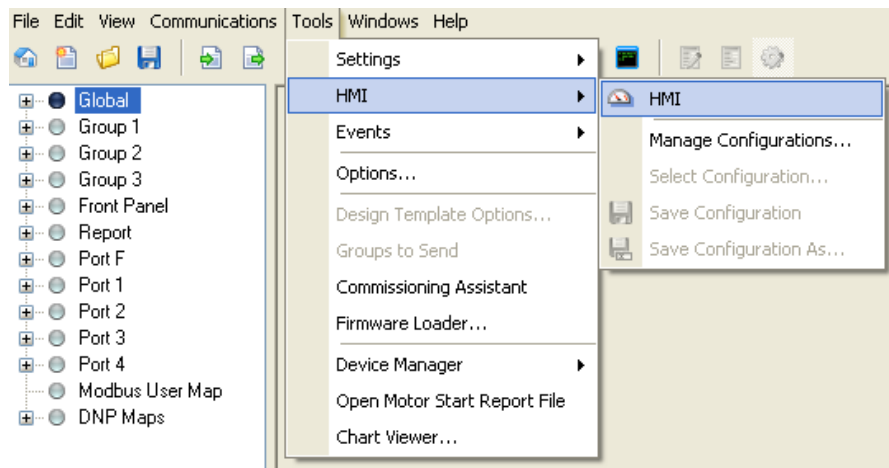 File Edit View Communications Tools Windows Help
Global
Group 1
Group 2
Group 3
Front Panel
Report
Port F
Port 1
Port 2
Port 3
Port 4
Modbus User Map
DNP Maps
Settings
HMI
Events
Options...
Design Template Options...
Groups to Send
Commissioning Assistant
Firmware Loader...
Device Manager
Open Motor Start Report File
Chart Viewer...
HMI
Manage Configurations...
Select Configuration...
Save Configuration
Save Configuration As...